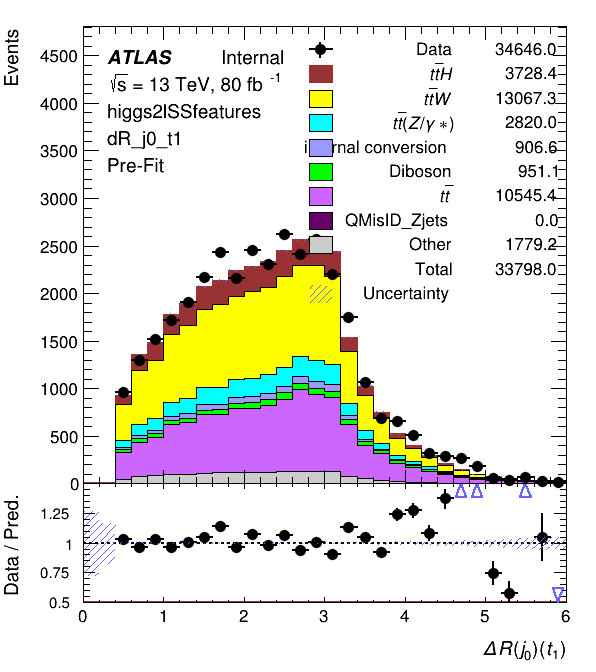 Events
4500
4000
3500
3000
2500
2000
1500
1000
500
0
ATLAS Internal
√s = 13 TeV, 80 fb -1
higgs2lSSfeatures
dR_j0_t1
Pre-Fit
Data 34646.0
tt̄H 3728.4
tt̄W 13067.3
tt̄(Z/γ *) 2820.0
conversion 906.6
Diboson 951.1
tt̄ 10545.4
QMisID_Zjets 0.0
Other 1779.2
Total 33798.0
Uncertainty
Data / Pred.
1.25
1
0.75
0.5
0 1 2 3 4 5 6
ΔR(j0)(t1)